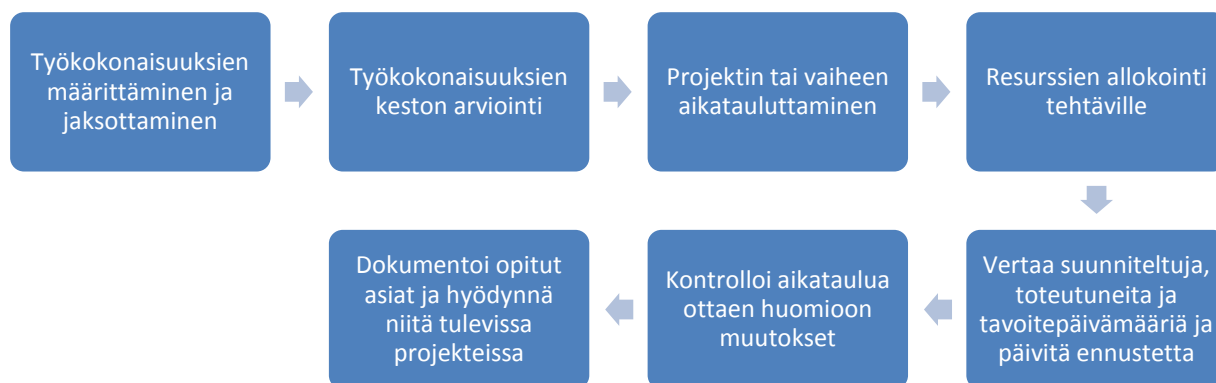 Työkokonaisuuksien
määrittäminen ja
jaksottaminen
Työkokonaisuuksien
keston arviointi
Projektin tai vaiheen
aikatauluttaminen
Resurssien allokointi
tehtäville
Vertaa suunniteltuja,
toteutuneita ja
tavoitepäivämääriä ja
päivitä ennustetta
Kontrolloi aikataulua
ottaen huomioon
muutokset
Dokumentoi opitut
asiat ja hyödynnä
niitä tulevissa
projekteissa